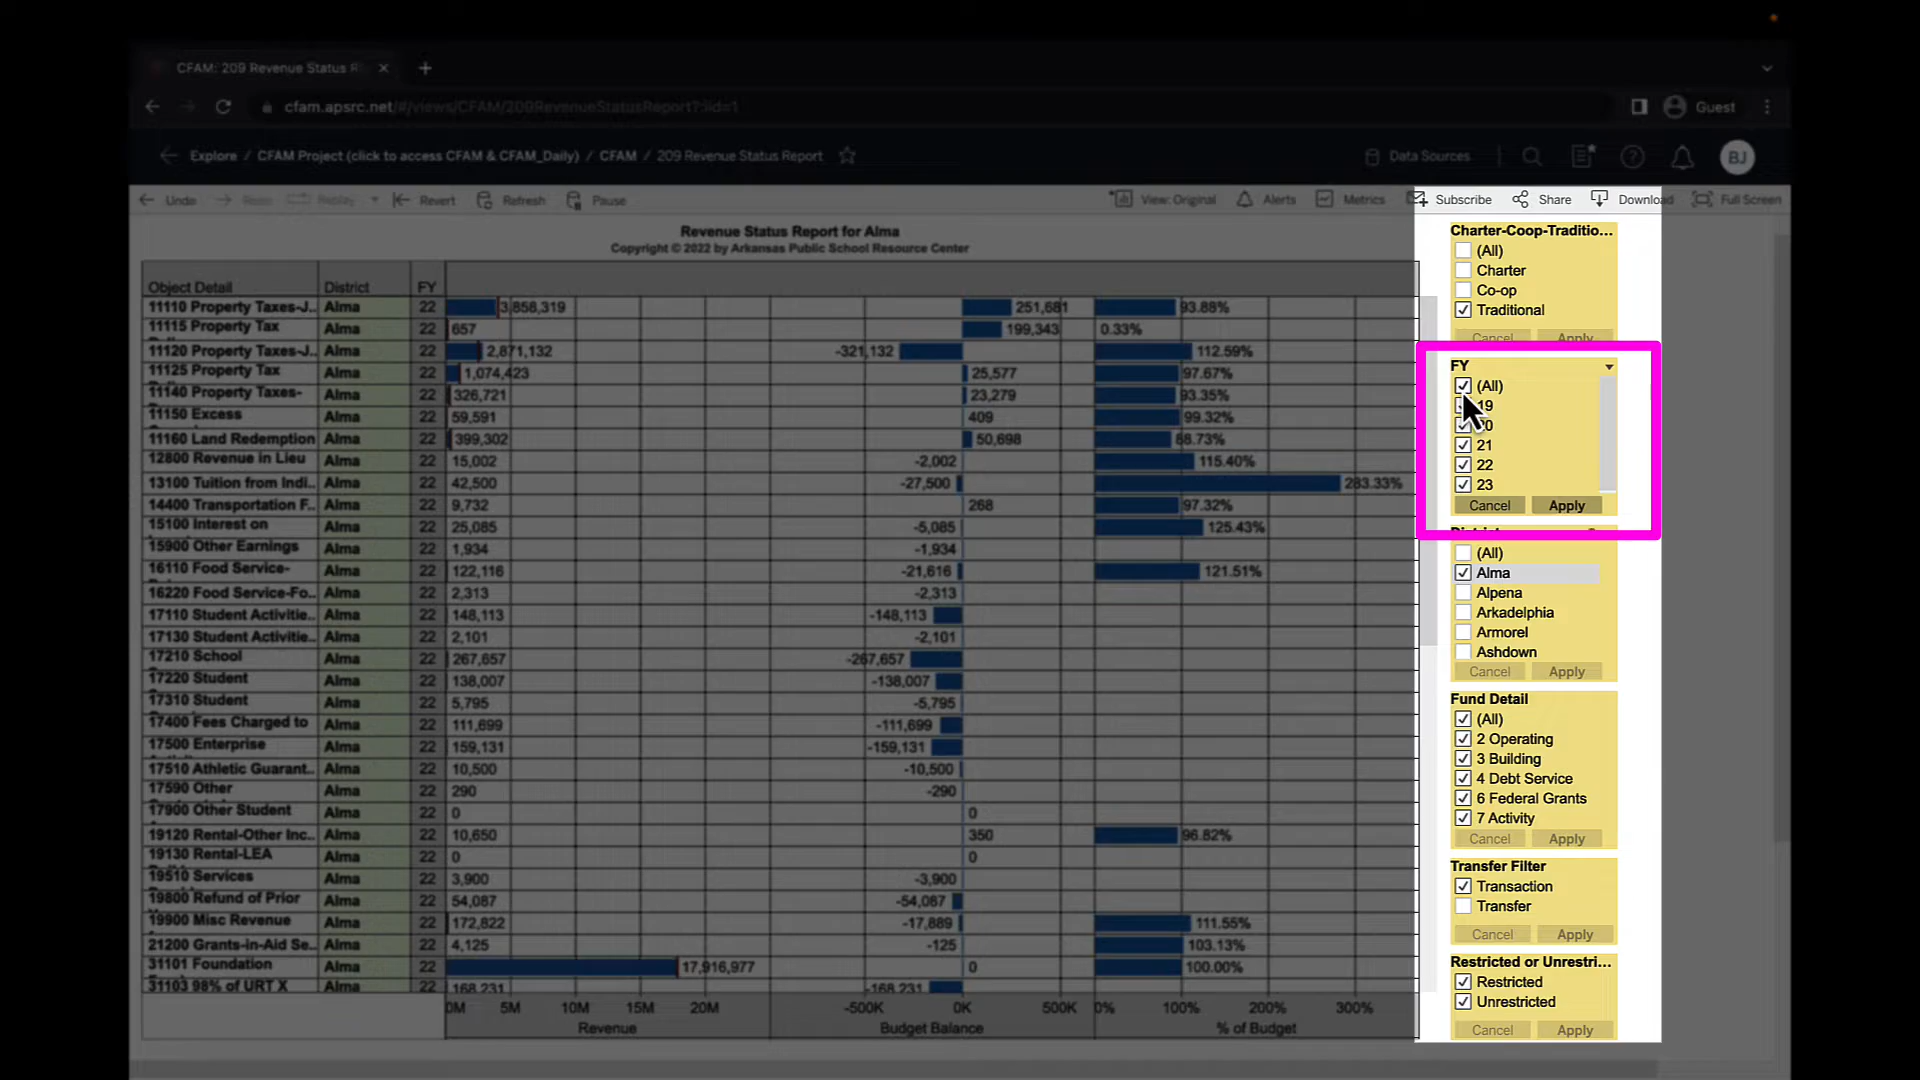 CFAM: 209 Revenue Status R
cfam.apsrc.net/#/views/CFAM/209RevenueStatusReport?:iid=1
Guest
Explore / CFAM Project (click to access CFAM & CFAM_Daily) / CFAM / 209 Revenue Status Report
Data Sources
BJ
Undo Redo Replay Revert Refresh Pause View: Original Alerts Metrics Subscribe Share Download Full Screen
Revenue Status Report for Alma
Copyright © 2022 by Arkansas Public School Resource Center
Object Detail District FY
11110 Property Taxes-J.. Alma 22 3,858,319 251,681 93.88%
11115 Property Tax Alma 22 657 199,343 0.33%
11120 Property Taxes-J.. Alma 22 2,871,132 -321,132 112.59%
11125 Property Tax Alma 22 1,074,423 25,577 97.67%
11140 Property Taxes- Alma 22 326,721 23,279 93.35%
11150 Excess Alma 22 59,591 409 99.32%
11160 Land Redemption Alma 22 399,302 50,698 88.73%
12800 Revenue in Lieu Alma 22 15,002 -2,002 115.40%
13100 Tuition from Indi.. Alma 22 42,500 -27,500 283.33%
14400 Transportation F.. Alma 22 9,732 268 97.32%
15100 Interest on Alma 22 25,085 -5,085 125.43%
15900 Other Earnings Alma 22 1,934 -1,934
16110 Food Service- Alma 22 122,116 -21,616 121.51%
16220 Food Service-Fo.. Alma 22 2,313 -2,313
17110 Student Activitie.. Alma 22 148,113 -148,113
17130 Student Activitie.. Alma 22 2,101 -2,101
17210 School Alma 22 267,657 -267,657
17220 Student Alma 22 138,007 -138,007
17310 Student Alma 22 5,795 -5,795
17400 Fees Charged to Alma 22 111,699 -111,699
17500 Enterprise Alma 22 159,131 -159,131
17510 Athletic Guarant.. Alma 22 10,500 -10,500
17590 Other Alma 22 290 -290
17900 Other Student Alma 22 0 0
19120 Rental-Other Inc.. Alma 22 10,650 350 96.82%
19130 Rental-LEA Alma 22 0 0
19510 Services Alma 22 3,900 -3,900
19800 Refund of Prior Alma 22 54,087 -54,087
19900 Misc Revenue Alma 22 172,822 -17,889 111.55%
21200 Grants-in-Aid Se.. Alma 22 4,125 -125 103.13%
31101 Foundation Alma 22 17,916,977 0 100.00%
31103 98% of URT X Alma 22 168,231 -168,231
0M 5M 10M 15M 20M -500K 0K 500K 0% 100% 200% 300%
Revenue Budget Balance % of Budget
Charter-Coop-Traditio...
(All)
Charter
Co-op
Traditional
Cancel Apply
FY
(All)
19
20
21
22
23
Cancel Apply
District
(All)
Alma
Alpena
Arkadelphia
Armorel
Ashdown
Cancel Apply
Fund Detail
(All)
2 Operating
3 Building
4 Debt Service
6 Federal Grants
7 Activity
Cancel Apply
Transfer Filter
Transaction
Transfer
Cancel Apply
Restricted or Unrestri...
Restricted
Unrestricted
Cancel Apply